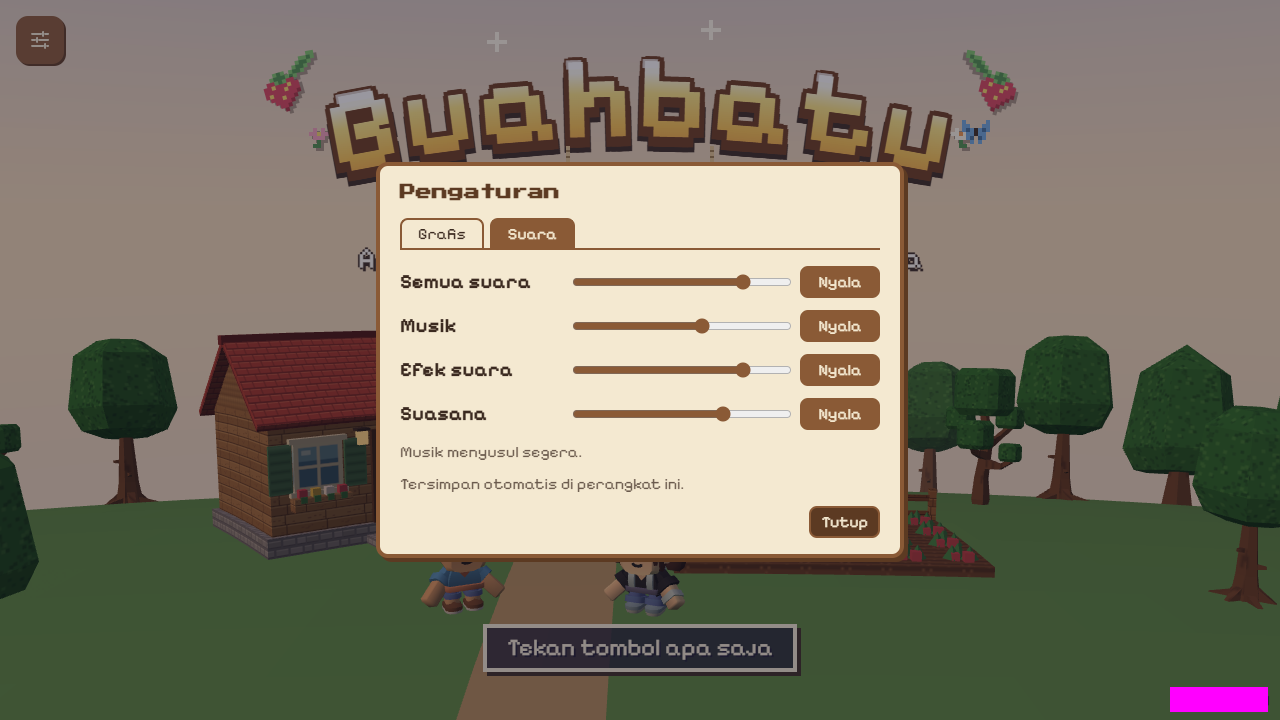 Buahbatu
Pengaturan
Grafis
Suara
Semua suara
Nyala
Musik
Nyala
Efek suara
Nyala
Suasana
Nyala
Musik menyusul segera.
Tersimpan otomatis di perangkat ini.
Tutup
Tekan tombol apa saja